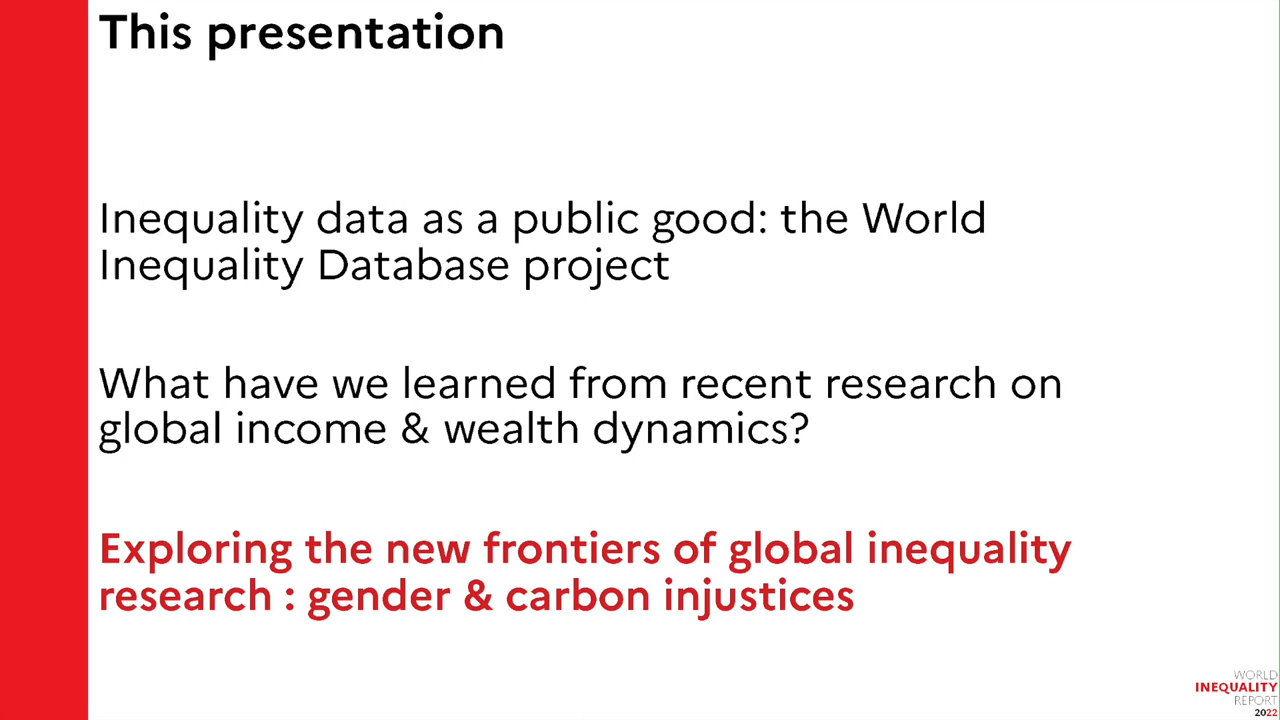 This presentation
Inequality data as a public good: the World
Inequality Database project
What have we learned from recent research on
global income & wealth dynamics?
Exploring the new frontiers of global inequality
research : gender & carbon injustices
WORLD
INEQUALITY
REPORT
2022